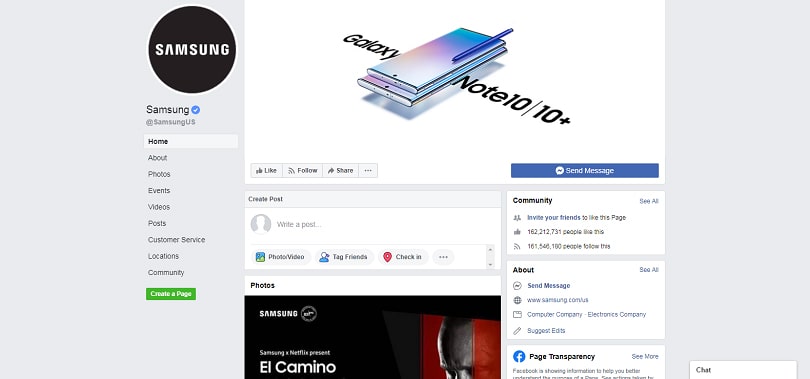 SAMSUNG
Samsung
@SamsungUS
Home
About
Photos
Events
Videos
Posts
Customer Service
Locations
Community
Create a Page
Galaxy
Note10|10+
Like
Follow
Share
Send Message
Create Post
Write a post...
Photo/Video
Tag Friends
Check in
Photos
SAMSUNG
Samsung x Netflix present
El Camino
Community
See All
Invite your friends to like this Page
162,212,731 people like this
161,546,180 people follow this
About
See All
Send Message
www.samsung.com/us
Computer Company · Electronics Company
Suggest Edits
Page Transparency
See More
Facebook is showing information to help you better
understand the purpose of a Page. See actions taken by
Chat